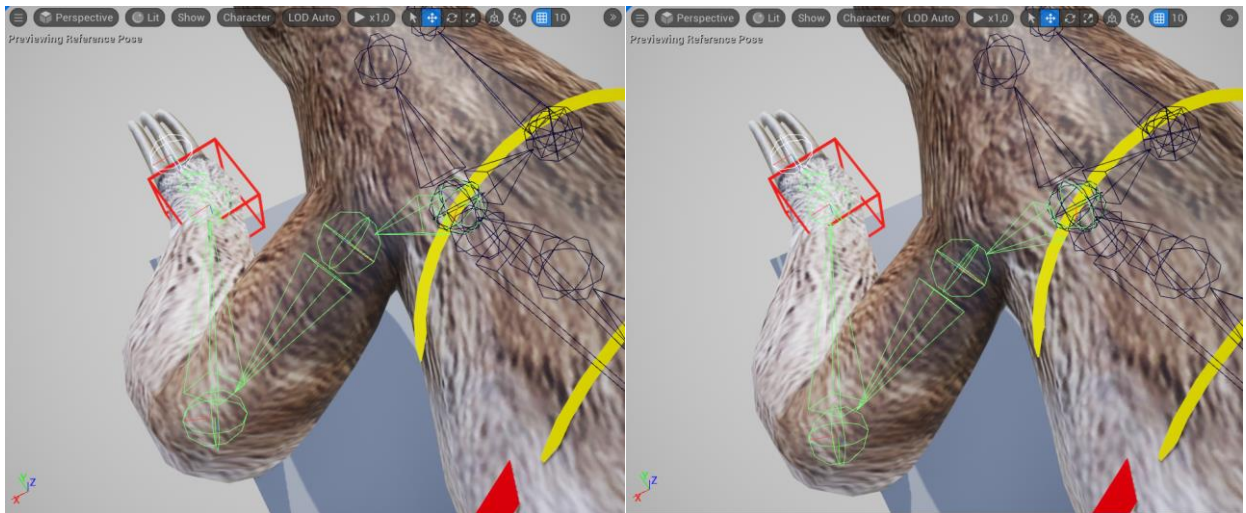 Perspective Lit Show Character LOD Auto x1,0 10
Previewing Reference Pose
Z
Y
X
Perspective Lit Show Character LOD Auto x1,0 10
Previewing Reference Pose
Z
Y
X